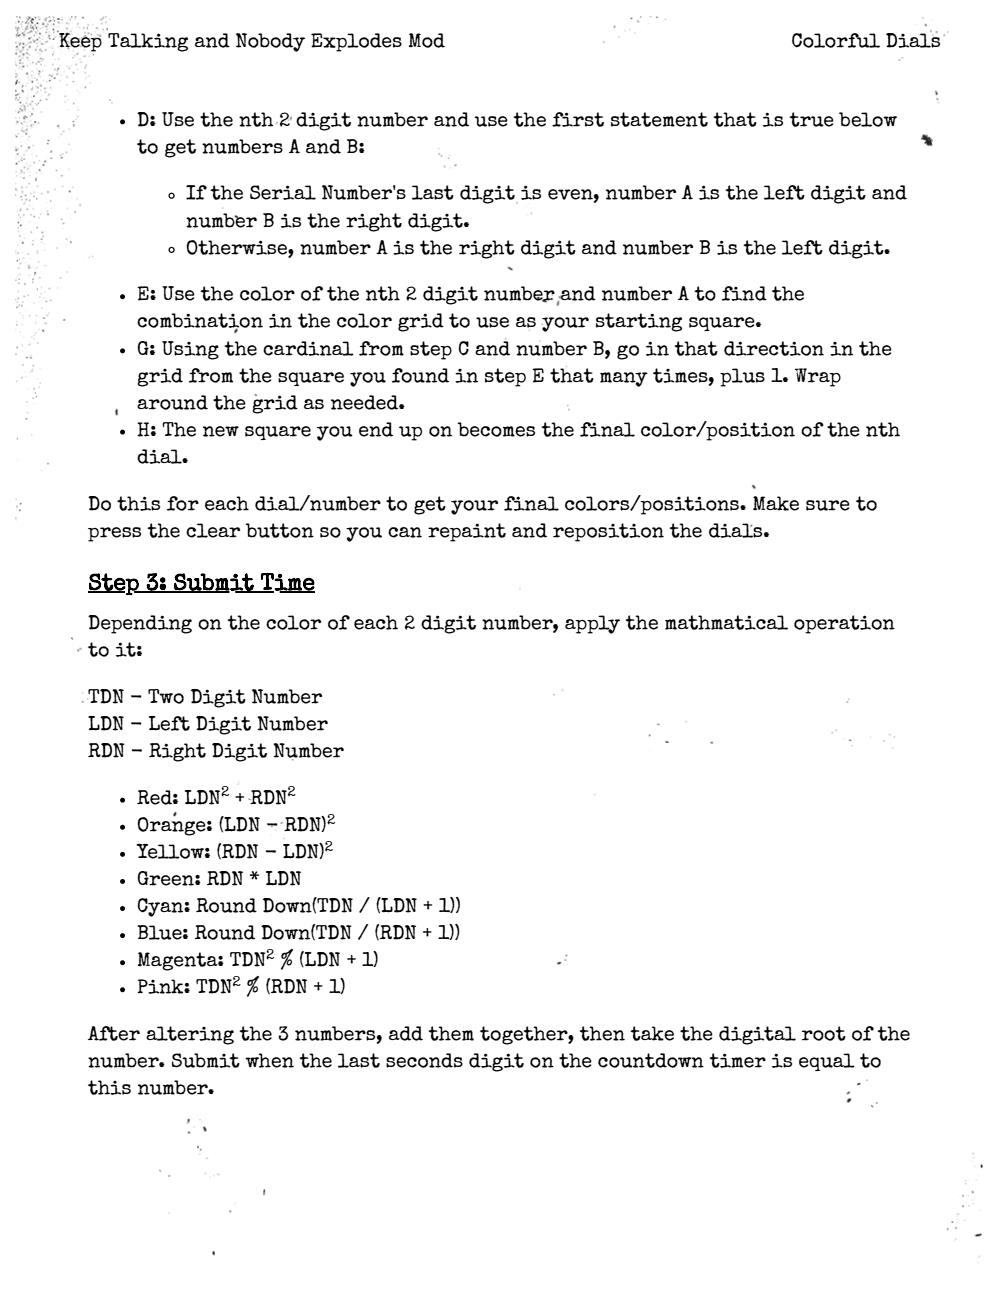 Keep Talking and Nobody Explodes Mod
Colorful Dials
• D: Use the nth 2 digit number and use the first statement that is true below
to get numbers A and B:
◦ If the Serial Number's last digit is even, number A is the left digit and
number B is the right digit.
◦ Otherwise, number A is the right digit and number B is the left digit.
• E: Use the color of the nth 2 digit number and number A to find the
combination in the color grid to use as your starting square.
• G: Using the cardinal from step C and number B, go in that direction in the
grid from the square you found in step E that many times, plus 1. Wrap
around the grid as needed.
• H: The new square you end up on becomes the final color/position of the nth
dial.
Do this for each dial/number to get your final colors/positions. Make sure to
press the clear button so you can repaint and reposition the dials.
Step 3: Submit Time
Depending on the color of each 2 digit number, apply the mathmatical operation
to it:
TDN – Two Digit Number
LDN – Left Digit Number
RDN – Right Digit Number
• Red: LDN² + RDN²
• Orange: (LDN – RDN)²
• Yellow: (RDN – LDN)²
• Green: RDN * LDN
• Cyan: Round Down(TDN / (LDN + 1))
• Blue: Round Down(TDN / (RDN + 1))
• Magenta: TDN² % (LDN + 1)
• Pink: TDN² % (RDN + 1)
After altering the 3 numbers, add them together, then take the digital root of the
number. Submit when the last seconds digit on the countdown timer is equal to
this number.